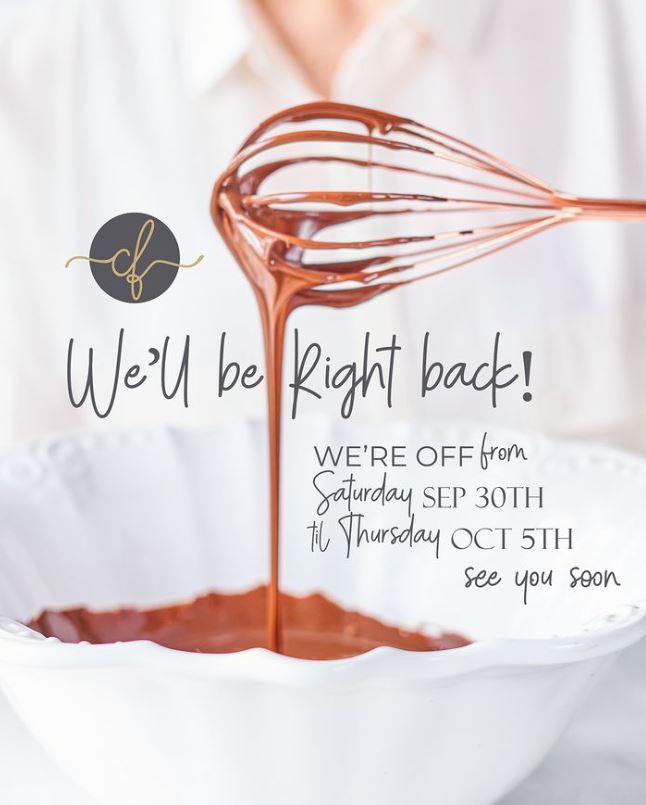 cf
We'll be Right back!
WE'RE OFF from
Saturday SEP 30TH
til Thursday OCT 5TH
see you soon